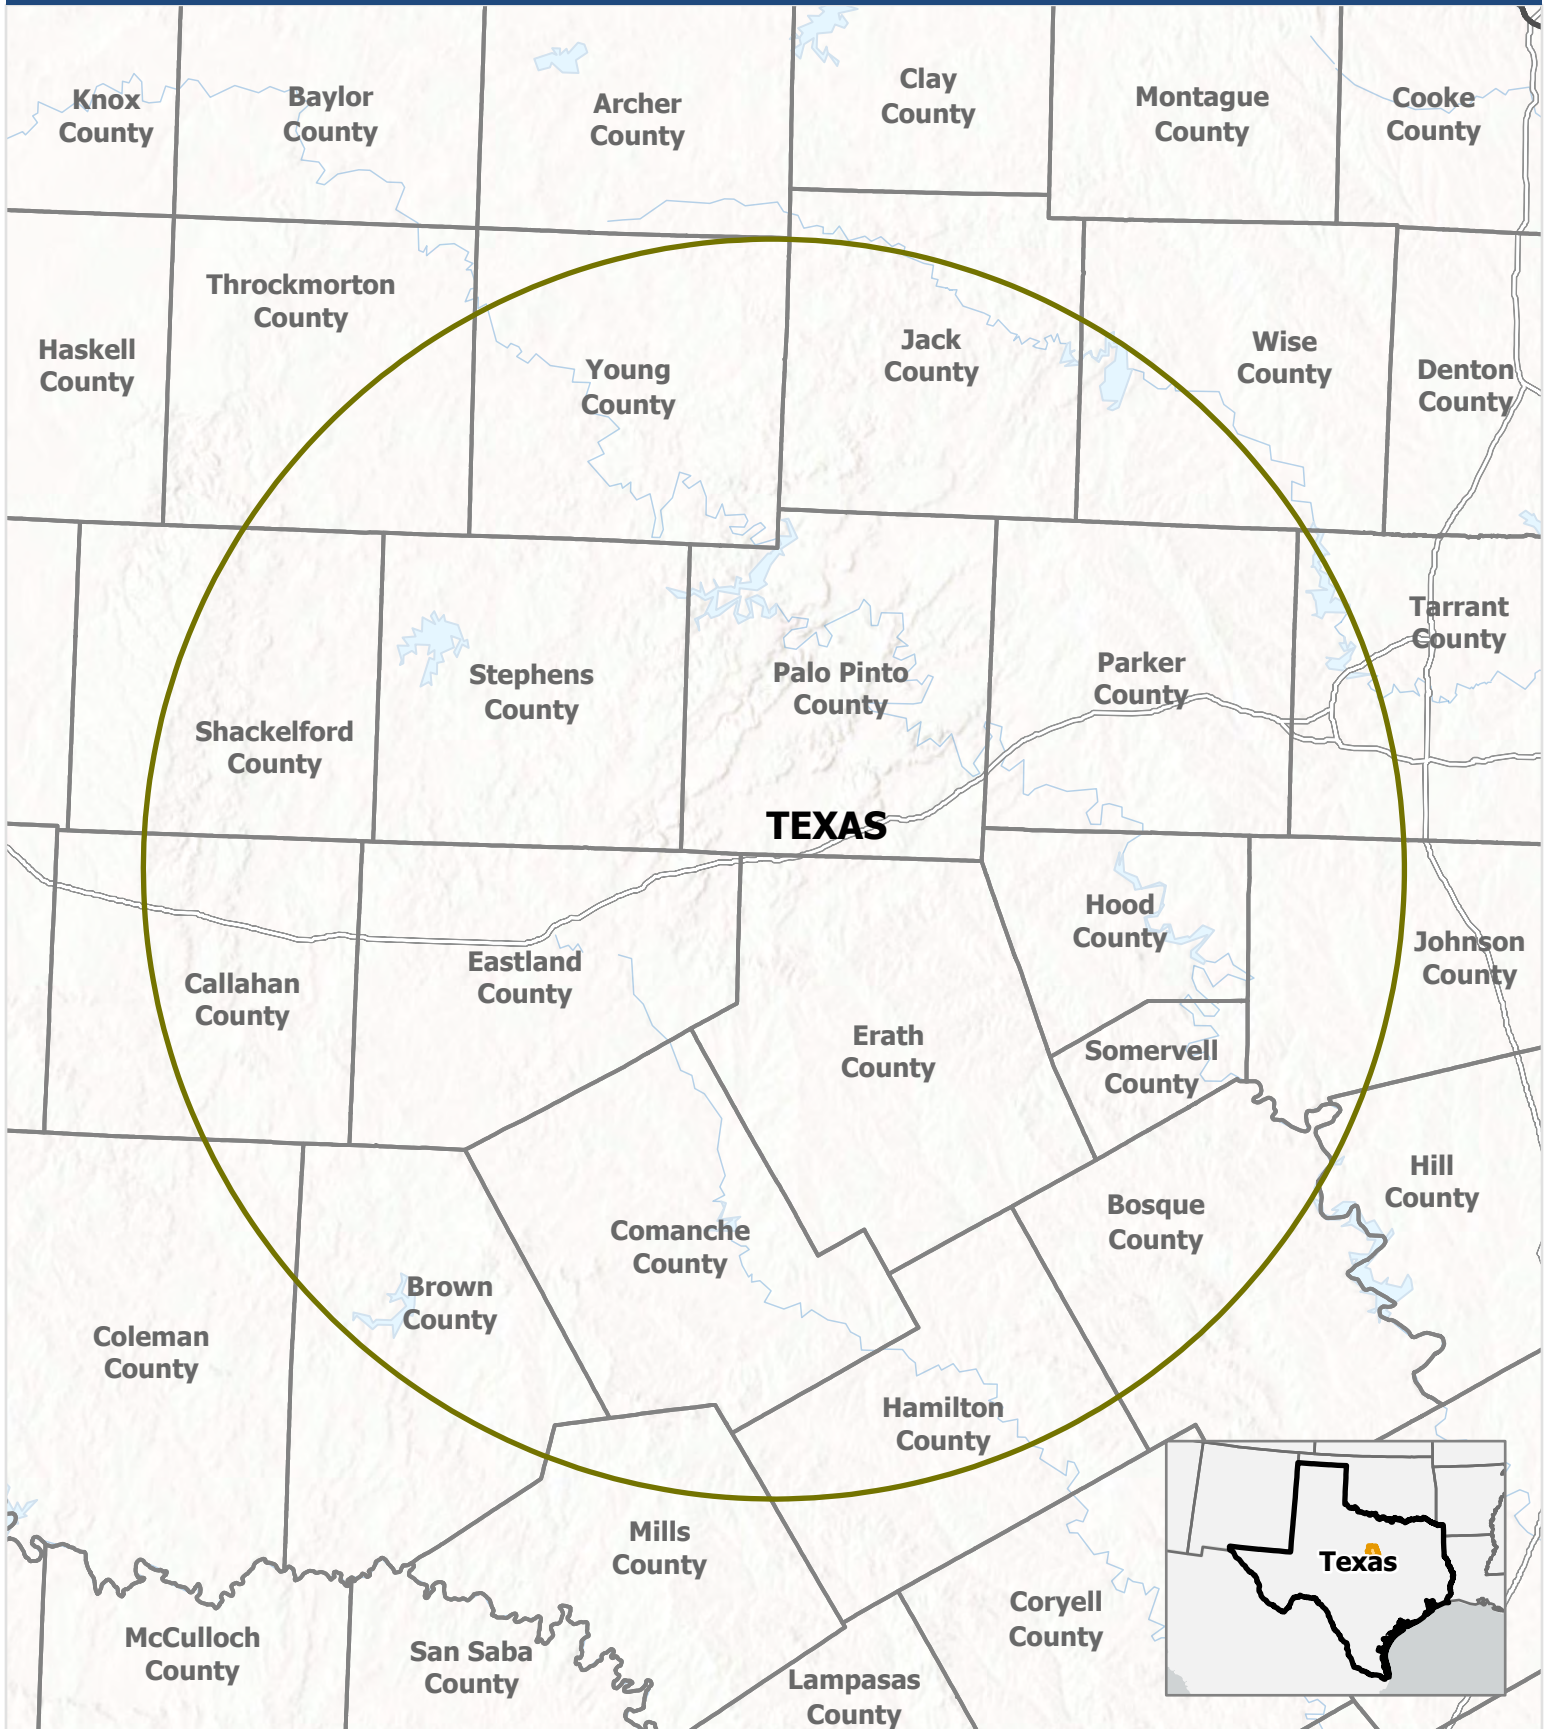 Knox
County
Baylor
County
Archer
County
Clay
County
Montague
County
Cooke
County
Haskell
County
Throckmorton
County
Young
County
Jack
County
Wise
County
Denton
County
Shackelford
County
Stephens
County
Palo Pinto
County
Parker
County
Tarrant
County
TEXAS
Callahan
County
Eastland
County
Erath
County
Hood
County
Somervell
County
Johnson
County
Coleman
County
Brown
County
Comanche
County
Hamilton
County
Bosque
County
Hill
County
McCulloch
County
San Saba
County
Mills
County
Lampasas
County
Coryell
County
Texas